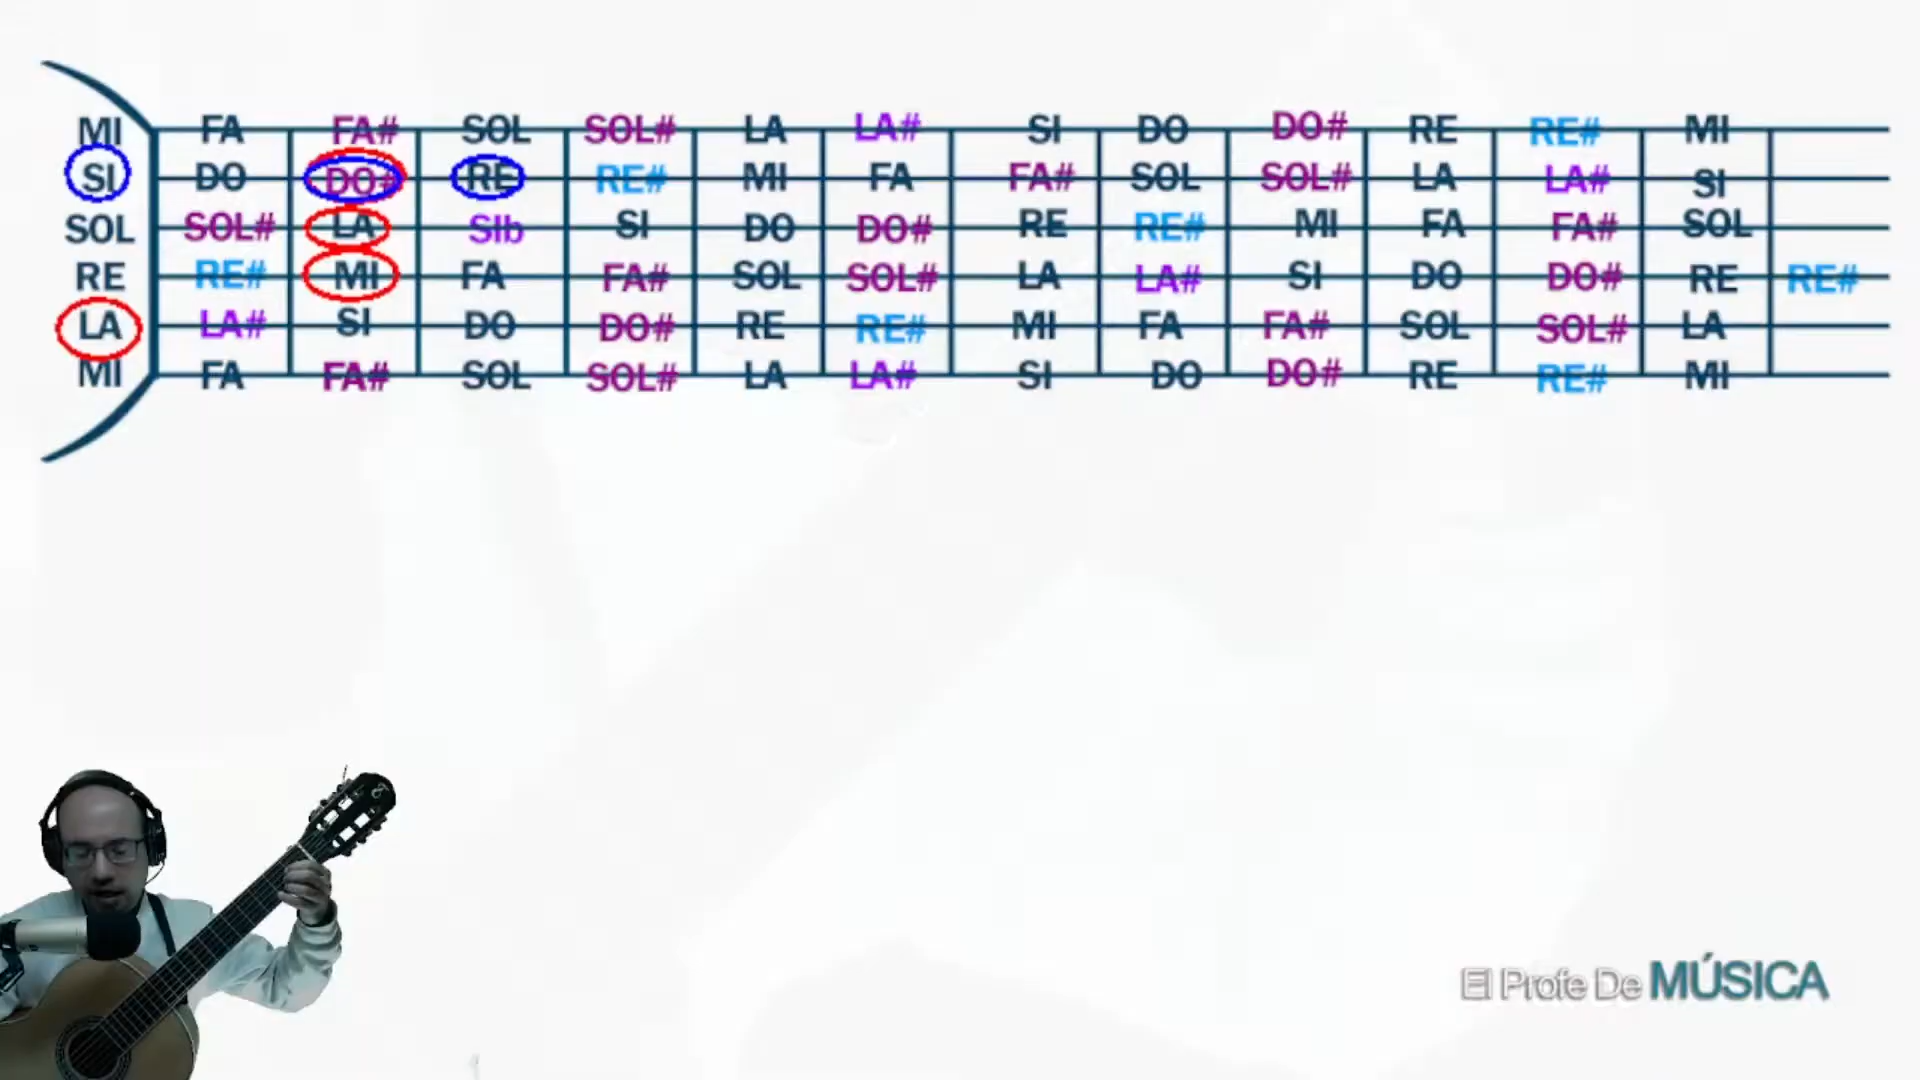 MI FA FA# SOL SOL# LA LA# SI DO DO# RE RE# MI
SI DO DO# RE RE# MI FA FA# SOL SOL# LA LA# SI
SOL SOL# LA SIb SI DO DO# RE RE# MI FA FA# SOL
RE RE# MI FA FA# SOL SOL# LA LA# SI DO DO# RE RE#
LA LA# SI DO DO# RE RE# MI FA FA# SOL SOL# LA
MI FA FA# SOL SOL# LA LA# SI DO DO# RE RE# MI
El Profe De MÚSICA